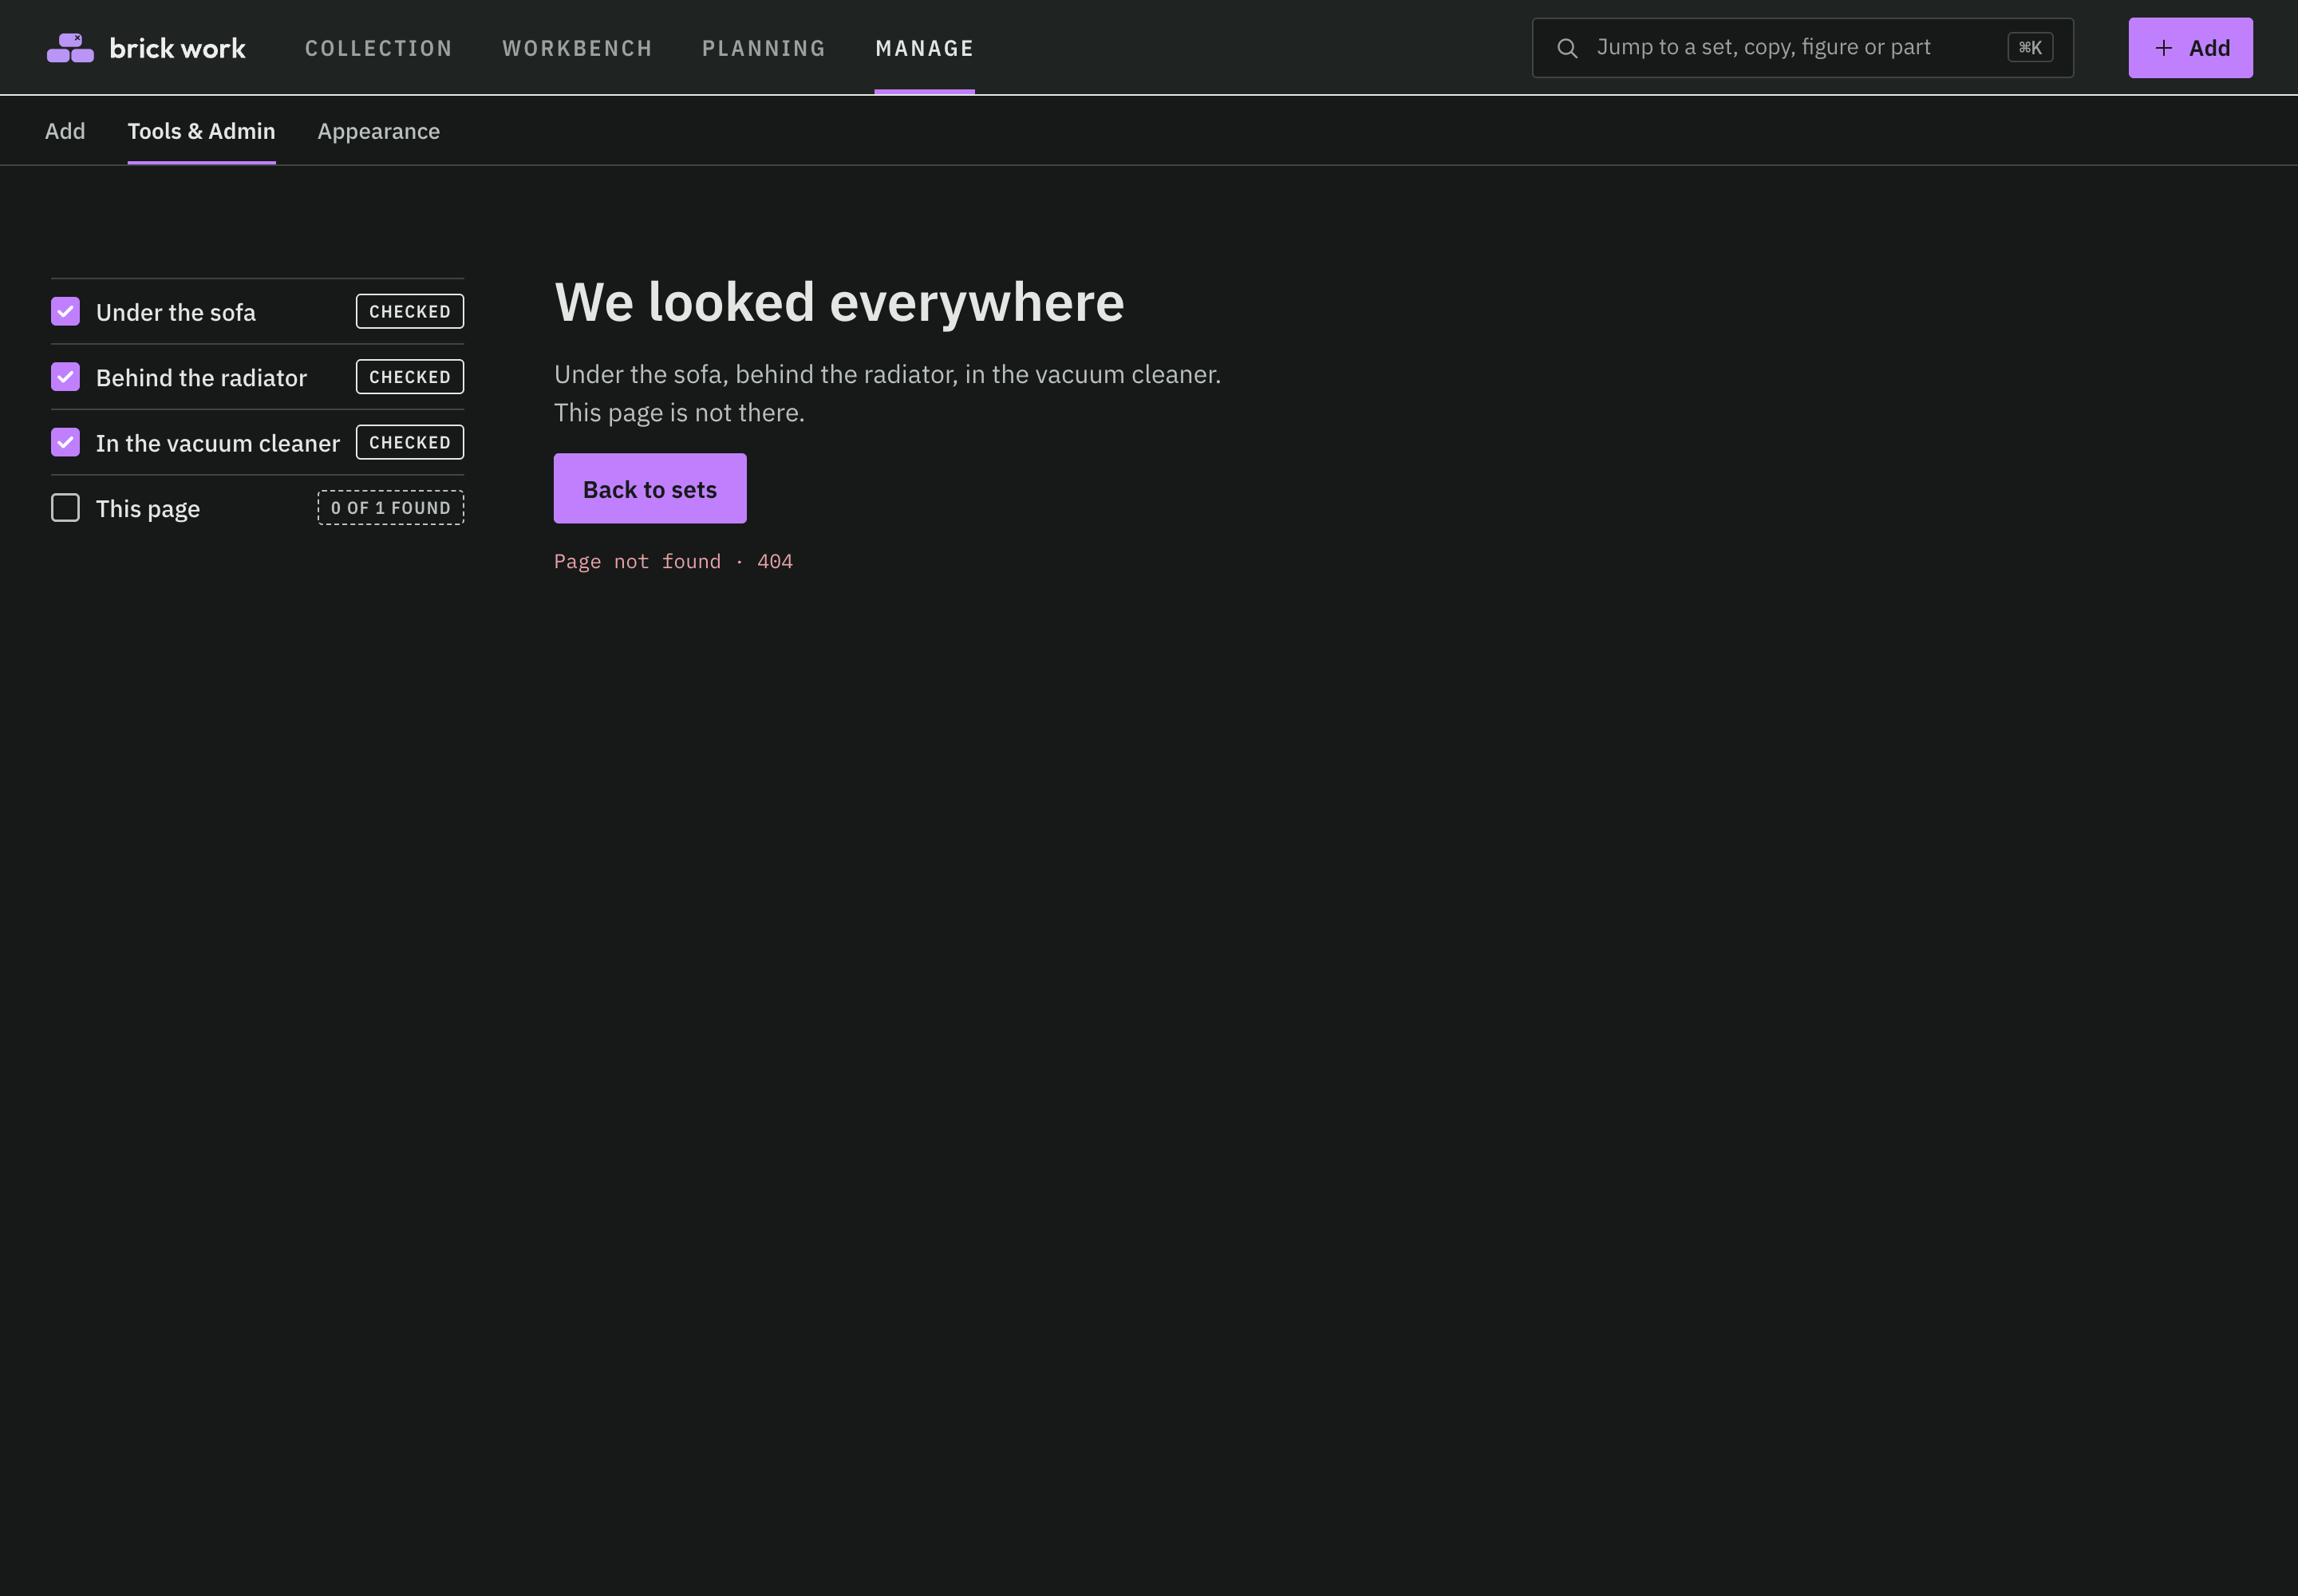 brick work
COLLECTION
WORKBENCH
PLANNING
MANAGE
Jump to a set, copy, figure or part
⌘K
+ Add
Add
Tools & Admin
Appearance
Under the sofa
CHECKED
Behind the radiator
CHECKED
In the vacuum cleaner
CHECKED
This page
0 OF 1 FOUND
We looked everywhere
Under the sofa, behind the radiator, in the vacuum cleaner.
This page is not there.
Back to sets
Page not found · 404